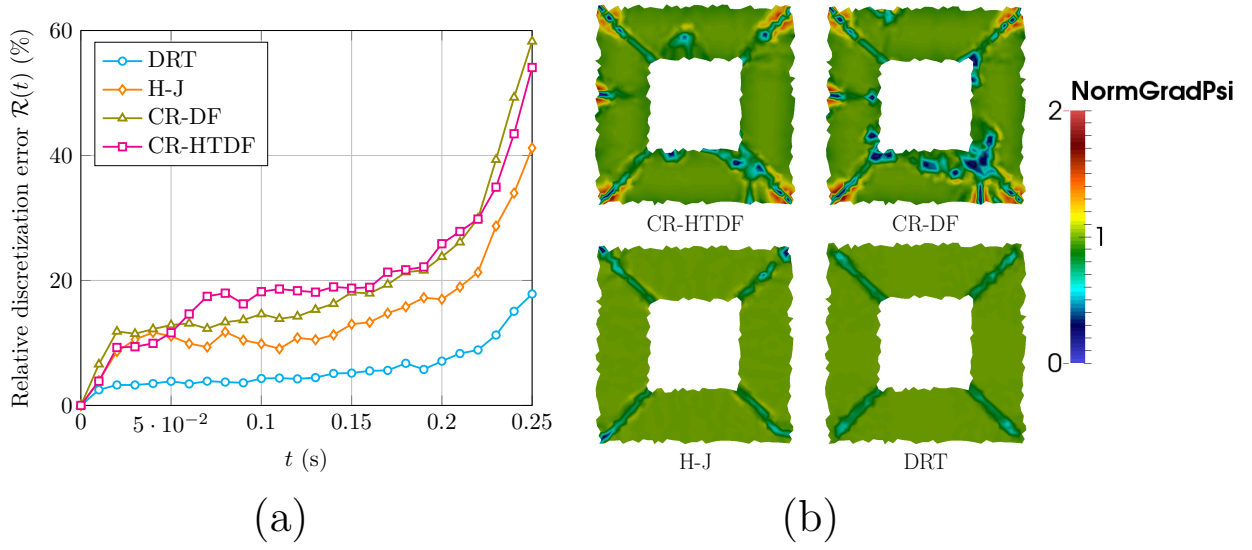 60
40
20
0
Relative discretization error R(t) (%)
DRT
H-J
CR-DF
CR-HTDF
0
5 · 10⁻²
0.1
0.15
0.2
0.25
t (s)
(a)
CR-HTDF
CR-DF
H-J
DRT
NormGradPsi
2
1
0
(b)